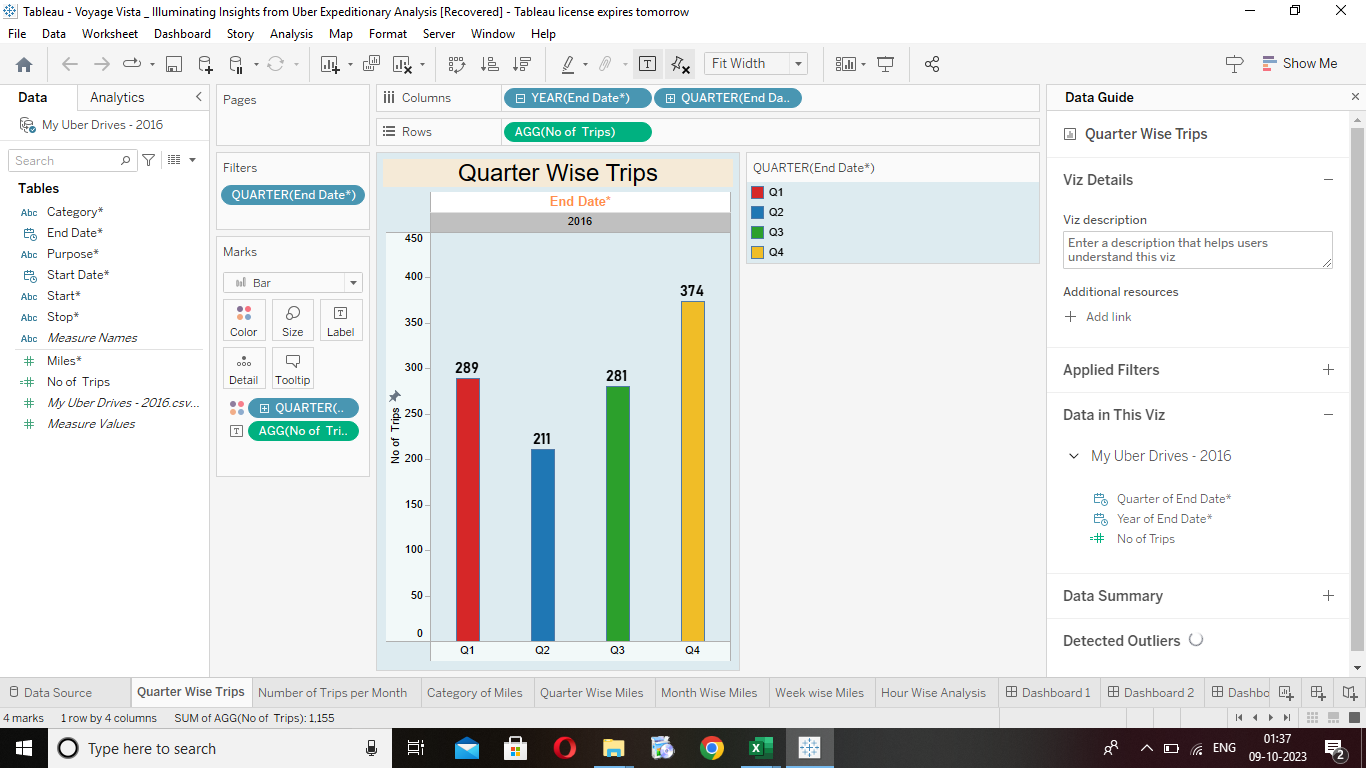 Tableau - Voyage Vista _ Illuminating Insights from Uber Expeditionary Analysis [Recovered] - Tableau license expires tomorrow
File Data Worksheet Dashboard Story Analysis Map Format Server Window Help
Fit Width
Show Me
Data Analytics
My Uber Drives - 2016
Search
Tables
Abc Category*
End Date*
Abc Purpose*
Start Date*
Abc Start*
Abc Stop*
Abc Measure Names
Miles*
No of Trips
My Uber Drives - 2016.csv...
Measure Values
Pages
Filters
QUARTER(End Date*)
Marks
Bar
Color Size Label
Detail Tooltip
QUARTER(..
AGG(No of Tri..
Columns YEAR(End Date*) QUARTER(End Da..
Rows AGG(No of Trips)
Quarter Wise Trips
End Date*
2016
450
400
350
300
250
200
150
100
50
0
No of Trips
289
211
281
374
Q1 Q2 Q3 Q4
QUARTER(End Date*)
Q1
Q2
Q3
Q4
Data Guide
Quarter Wise Trips
Viz Details
Viz description
Enter a description that helps users
understand this viz
Additional resources
Add link
Applied Filters
Data in This Viz
My Uber Drives - 2016
Quarter of End Date*
Year of End Date*
No of Trips
Data Summary
Detected Outliers
Data Source Quarter Wise Trips Number of Trips per Month Category of Miles Quarter Wise Miles Month Wise Miles Week wise Miles Hour Wise Analysis Dashboard 1 Dashboard 2 Dashbo
4 marks 1 row by 4 columns SUM of AGG(No of Trips): 1,155
Type here to search
ENG
01:37
09-10-2023
2